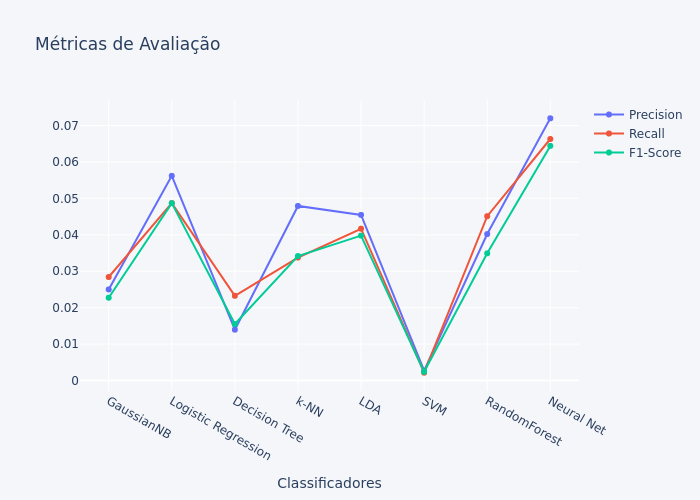 Métricas de Avaliação
Precision
Recall
F1-Score
0.07
0.06
0.05
0.04
0.03
0.02
0.01
0
GaussianNB
Logistic Regression
Decision Tree
k-NN
LDA
SVM
RandomForest
Neural Net
Classificadores